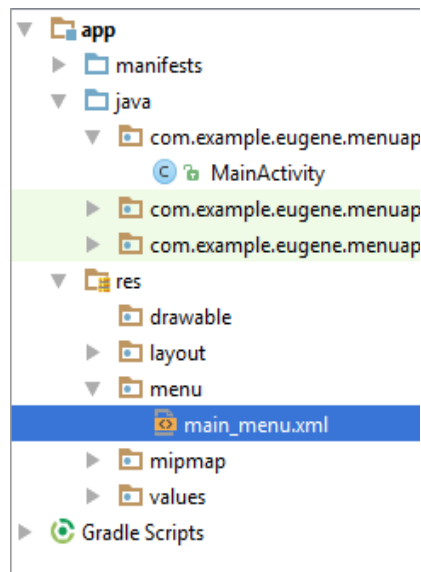 app
manifests
java
com.example.eugene.menuap
C MainActivity
com.example.eugene.menuap
com.example.eugene.menuap
res
drawable
layout
menu
main_menu.xml
mipmap
values
Gradle Scripts